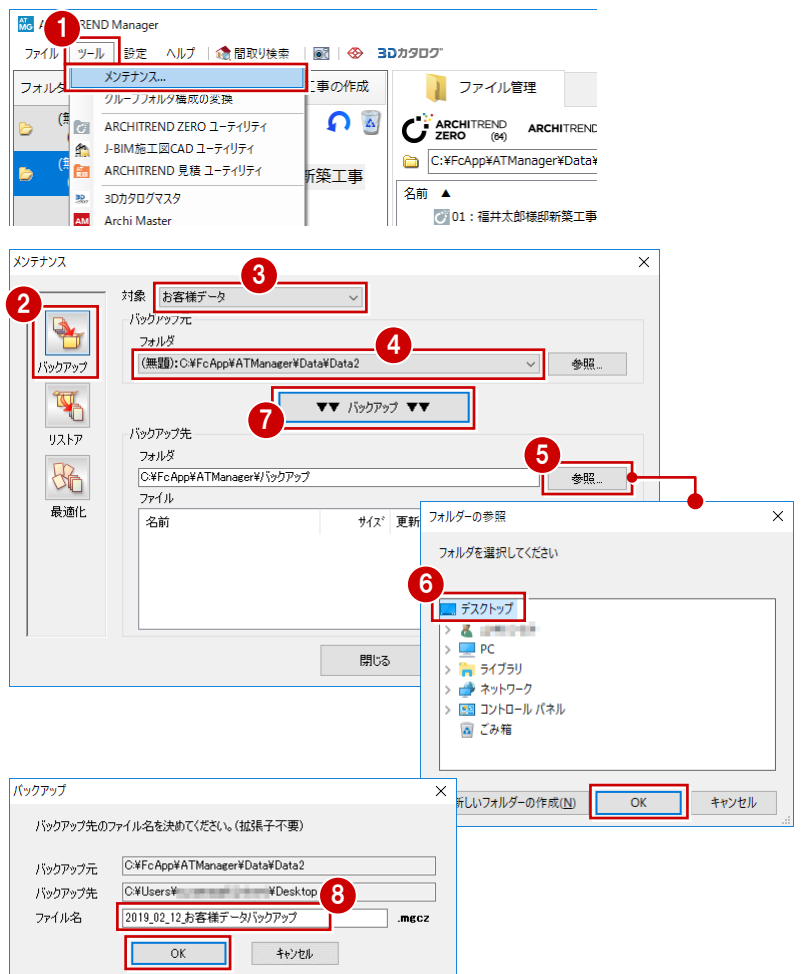 ARCHITREND Manager
1
ファイル ツール 設定 ヘルプ 間取り検索 3Dカタログ
フォルダ メンテナンス... 工事の作成 ファイル管理
グループフォルダ構成の変換
(無
ARCHITREND ZERO ユーティリティ ARCHITREND ZERO (64) ARCHITREND
J-BIM施工図CAD ユーティリティ
C:¥FcApp¥ATManager¥Data¥
(無
ARCHITREND 見積 ユーティリティ 新築工事
名前 ▲
3Dカタログマスタ
Archi Master 01：福井太郎様邸新築工事
メンテナンス
2 3
対象 お客様データ
バックアップ元
フォルダ 4
(無題):C:¥FcApp¥ATManager¥Data¥Data2 参照...
バックアップ
7 ▼▼ バックアップ ▼▼
リストア
バックアップ先
フォルダ 5
C:¥FcApp¥ATManager¥バックアップ 参照...
ファイル
最適化
名前 サイズ 更新
閉じる
フォルダーの参照
フォルダを選択してください
6
デスクトップ
PC
ライブラリ
ネットワーク
コントロール パネル
ごみ箱
新しいフォルダーの作成(N) OK キャンセル
バックアップ
バックアップ先のファイル名を決めてください。(拡張子不要)
バックアップ元 C:¥FcApp¥ATManager¥Data¥Data2
バックアップ先 C:¥Users¥ ¥Desktop
8
ファイル名 2019_02_12_お客様データバックアップ .mgcz
OK キャンセル